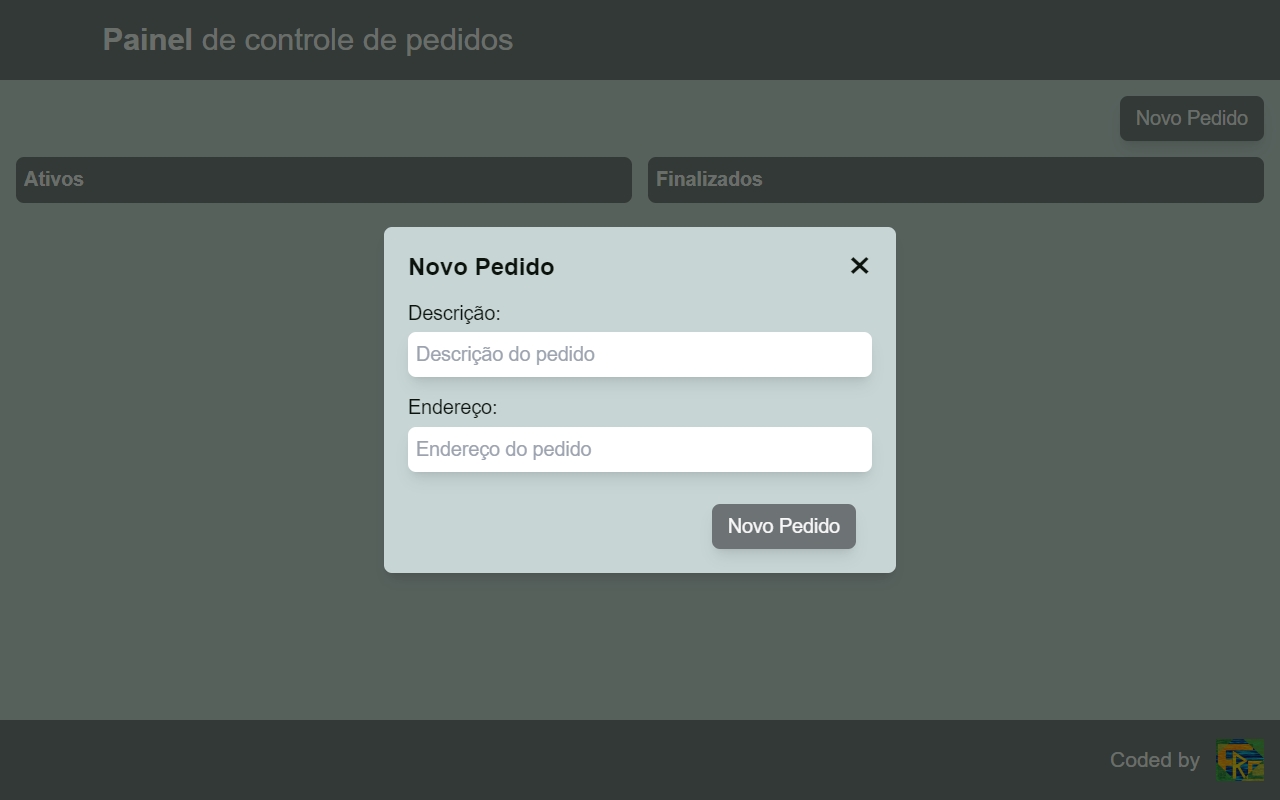 Painel de controle de pedidos
Novo Pedido
Ativos
Finalizados
Novo Pedido
Descrição:
Descrição do pedido
Endereço:
Endereço do pedido
Novo Pedido
Coded by